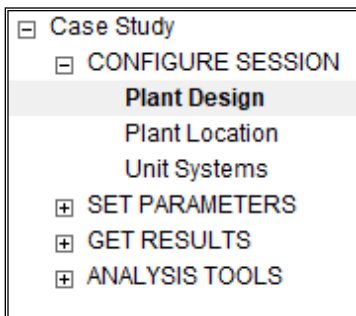 Case Study
CONFIGURE SESSION
Plant Design
Plant Location
Unit Systems
SET PARAMETERS
GET RESULTS
ANALYSIS TOOLS